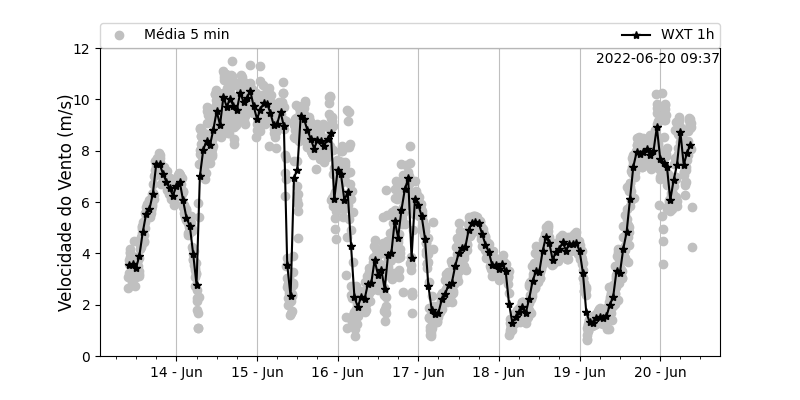 Média 5 min
WXT 1h
2022-06-20 09:37
Velocidade do Vento (m/s)
12
10
8
6
4
2
0
14 - Jun
15 - Jun
16 - Jun
17 - Jun
18 - Jun
19 - Jun
20 - Jun